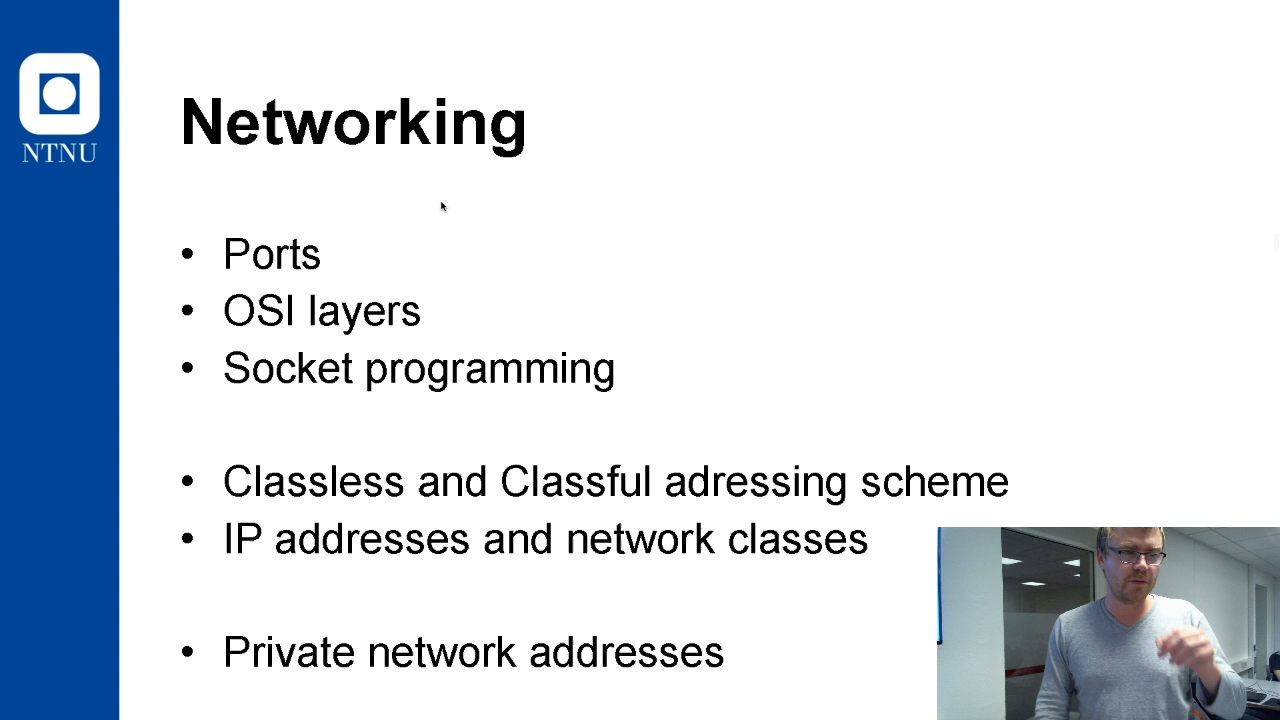 NTNU
Networking
• Ports
• OSI layers
• Socket programming
• Classless and Classful adressing scheme
• IP addresses and network classes
• Private network addresses